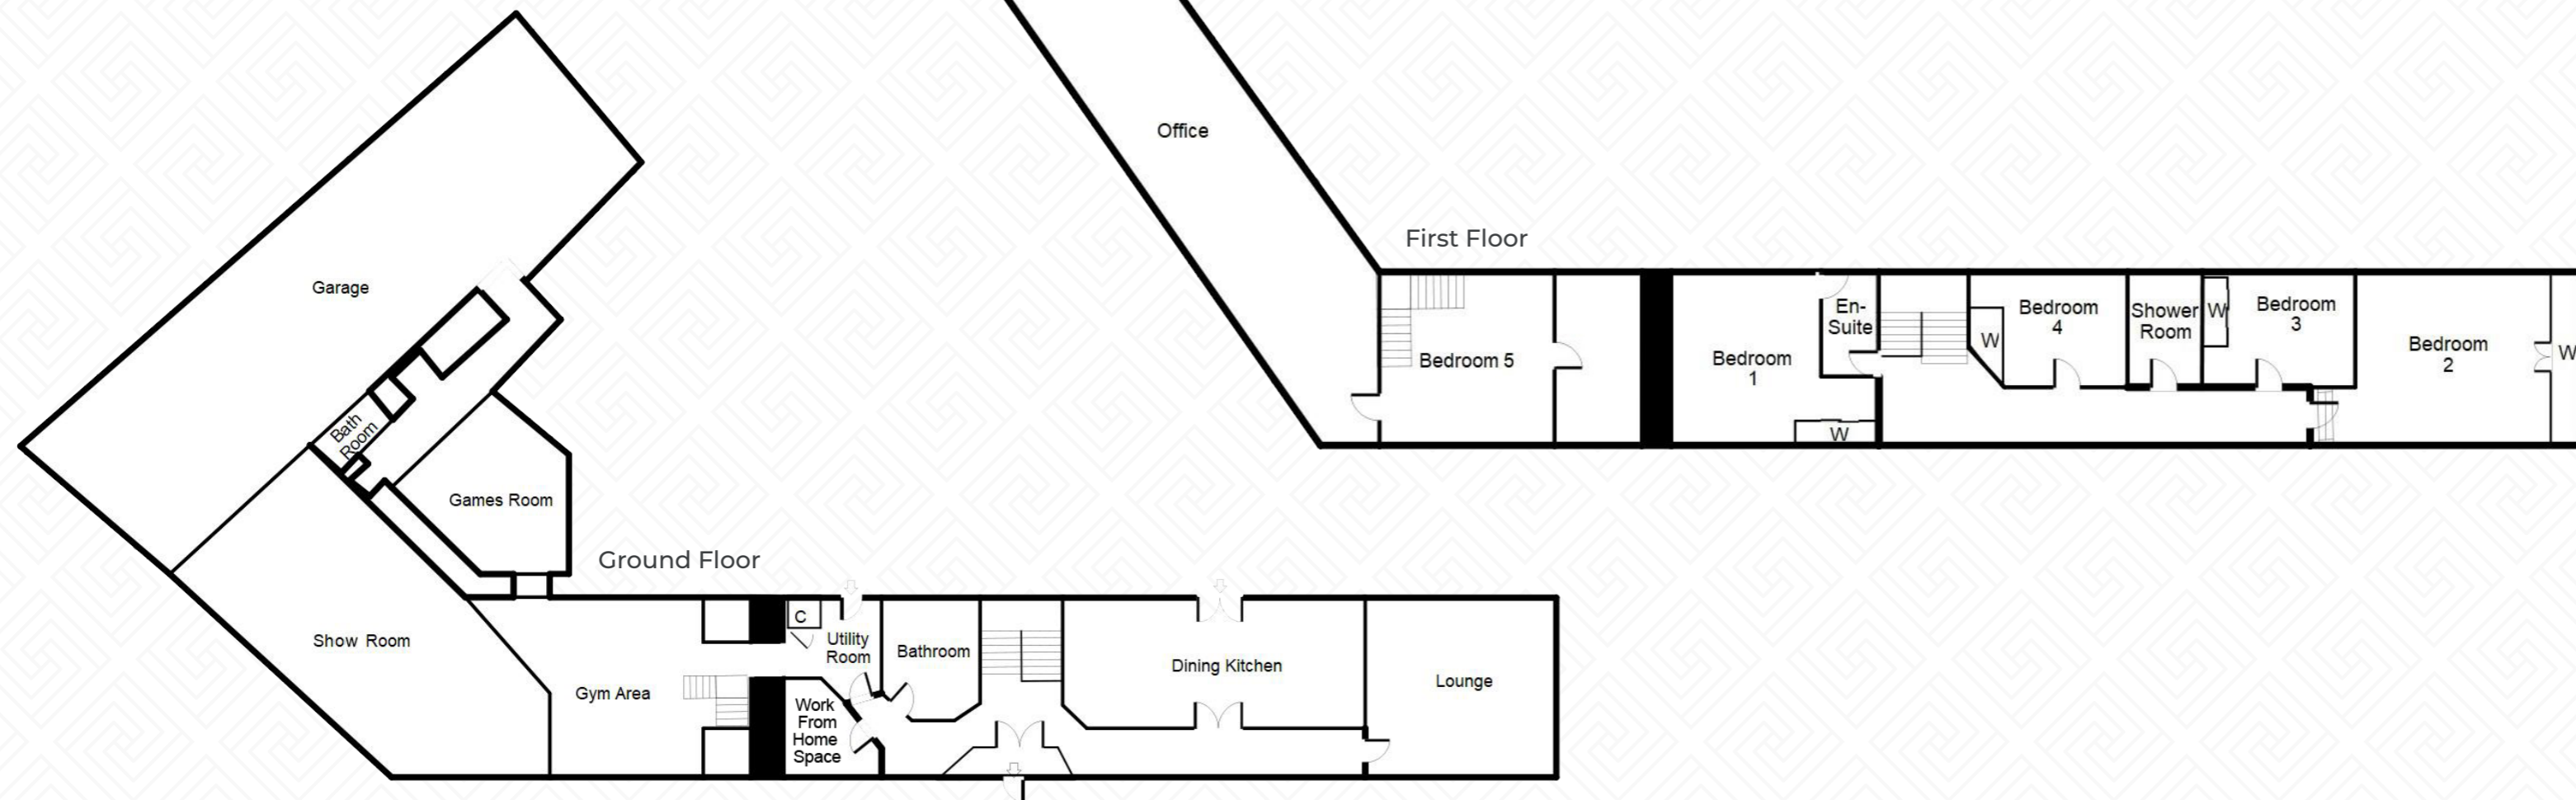 Office
First Floor
Garage
En-
Suite
Bedroom
4
Shower
Room
W
Bedroom
3
W
Bedroom 5
Bedroom
1
Bedroom
2
W
W
Bath
Room
Games Room
Ground Floor
C
Utility
Room
Bathroom
Show Room
Dining Kitchen
Gym Area
Lounge
Work
From
Home
Space